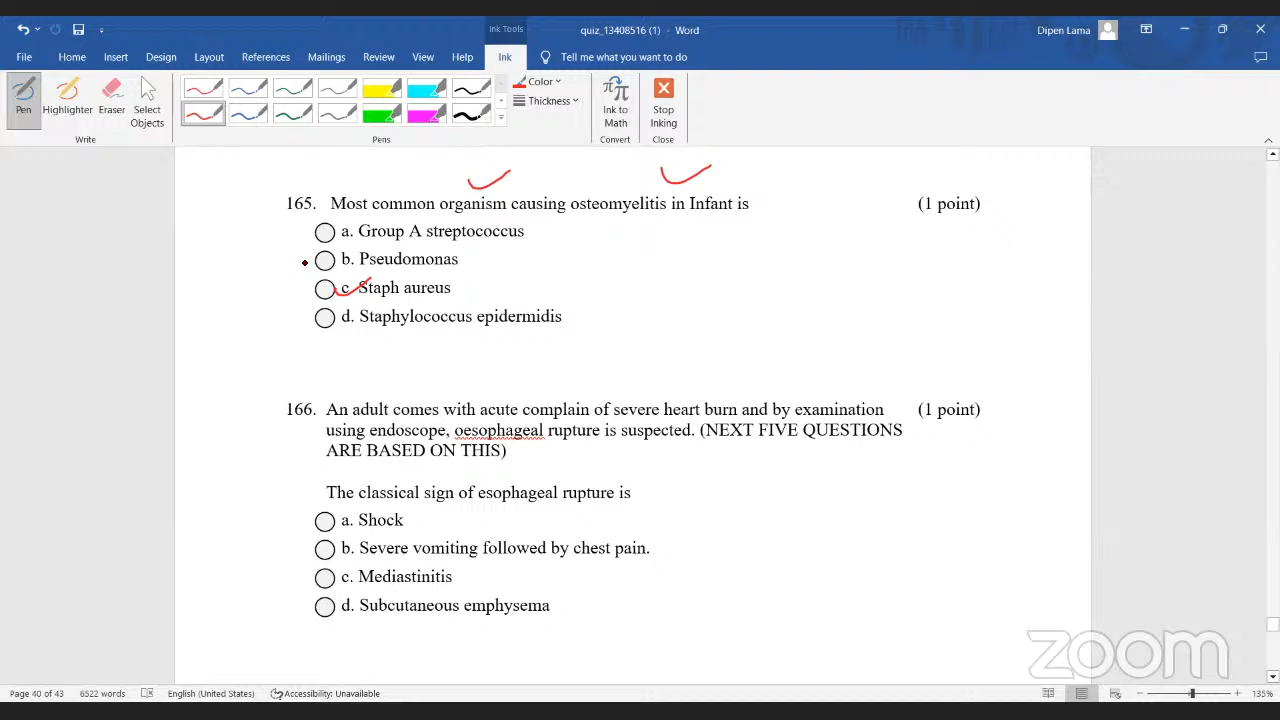 Ink Tools
quiz_13408516 (1) - Word
Dipen Lama
File Home Insert Design Layout References Mailings Review View Help Ink Tell me what you want to do
Pen Highlighter Eraser Select Objects
Color
Thickness
Ink to Math
Stop Inking
Write Pens Convert Close
165. Most common organism causing osteomyelitis in Infant is (1 point)
a. Group A streptococcus
b. Pseudomonas
c. Staph aureus
d. Staphylococcus epidermidis
166. An adult comes with acute complain of severe heart burn and by examination (1 point)
using endoscope, oesophageal rupture is suspected. (NEXT FIVE QUESTIONS
ARE BASED ON THIS)
The classical sign of esophageal rupture is
a. Shock
b. Severe vomiting followed by chest pain.
c. Mediastinitis
d. Subcutaneous emphysema
zoom
Page 40 of 43 6522 words English (United States) Accessibility: Unavailable 135%